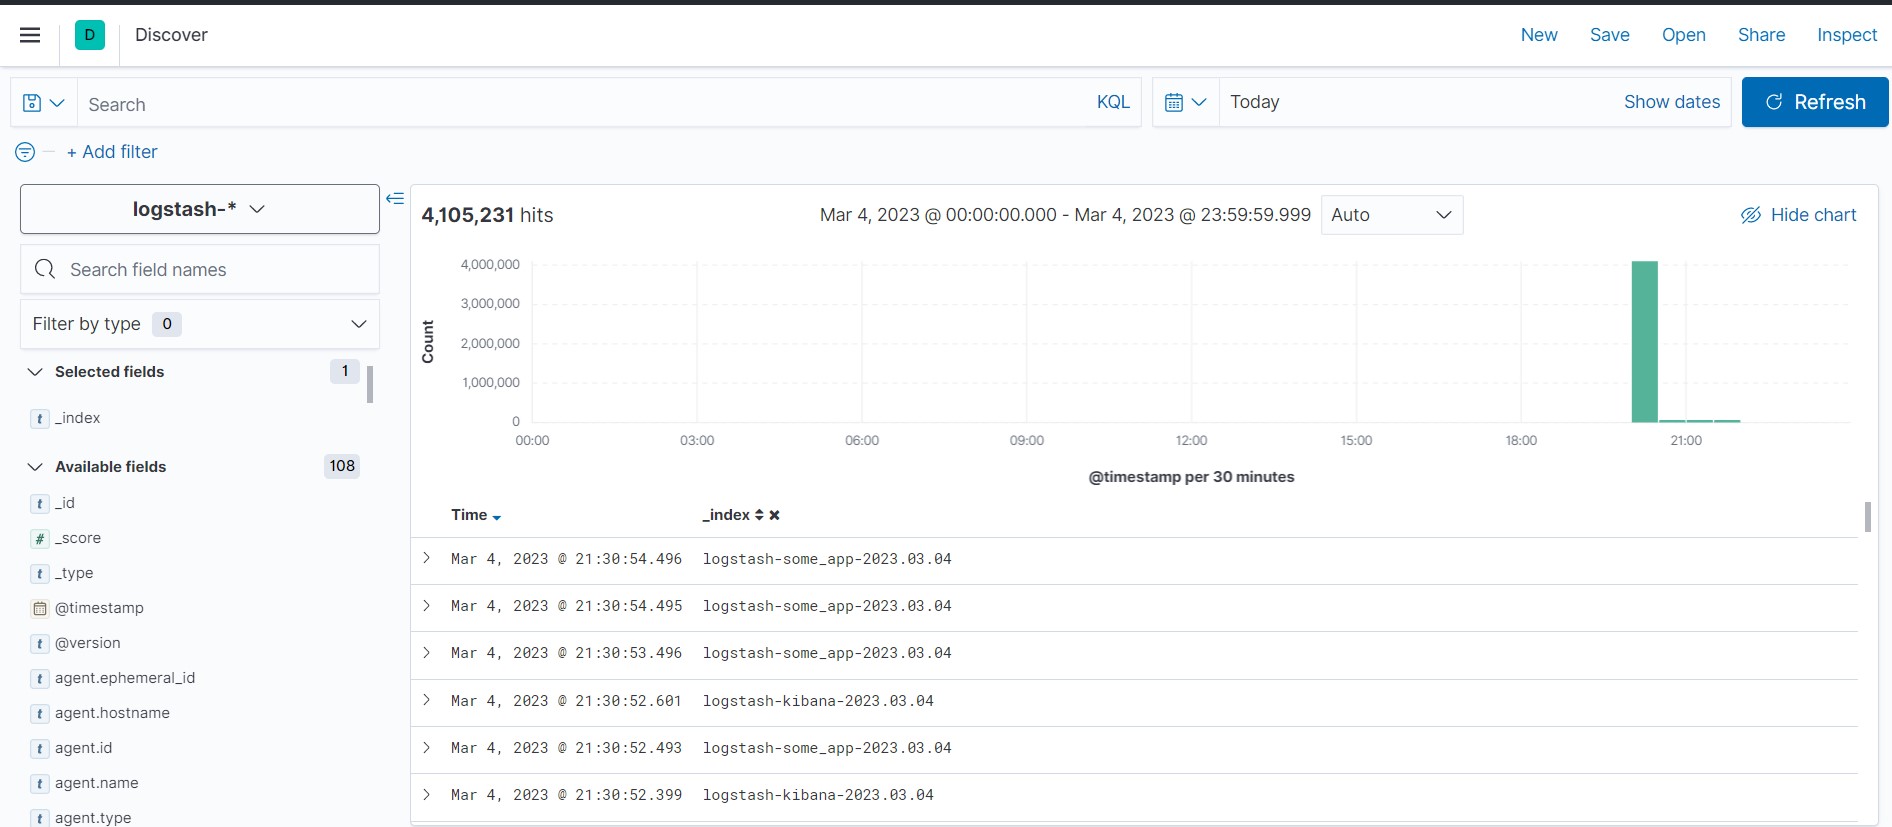 D Discover New Save Open Share Inspect
Search KQL Today Show dates Refresh
+ Add filter
logstash-*
Search field names
Filter by type 0
Selected fields 1
t _index
Available fields 108
t _id
# _score
t _type
@timestamp
t @version
t agent.ephemeral_id
t agent.hostname
t agent.id
t agent.name
t agent.type
4,105,231 hits Mar 4, 2023 @ 00:00:00.000 - Mar 4, 2023 @ 23:59:59.999 Auto Hide chart
Count
4,000,000
3,000,000
2,000,000
1,000,000
0
00:00 03:00 06:00 09:00 12:00 15:00 18:00 21:00
@timestamp per 30 minutes
Time _index
Mar 4, 2023 @ 21:30:54.496 logstash-some_app-2023.03.04
Mar 4, 2023 @ 21:30:54.495 logstash-some_app-2023.03.04
Mar 4, 2023 @ 21:30:53.496 logstash-some_app-2023.03.04
Mar 4, 2023 @ 21:30:52.601 logstash-kibana-2023.03.04
Mar 4, 2023 @ 21:30:52.493 logstash-some_app-2023.03.04
Mar 4, 2023 @ 21:30:52.399 logstash-kibana-2023.03.04